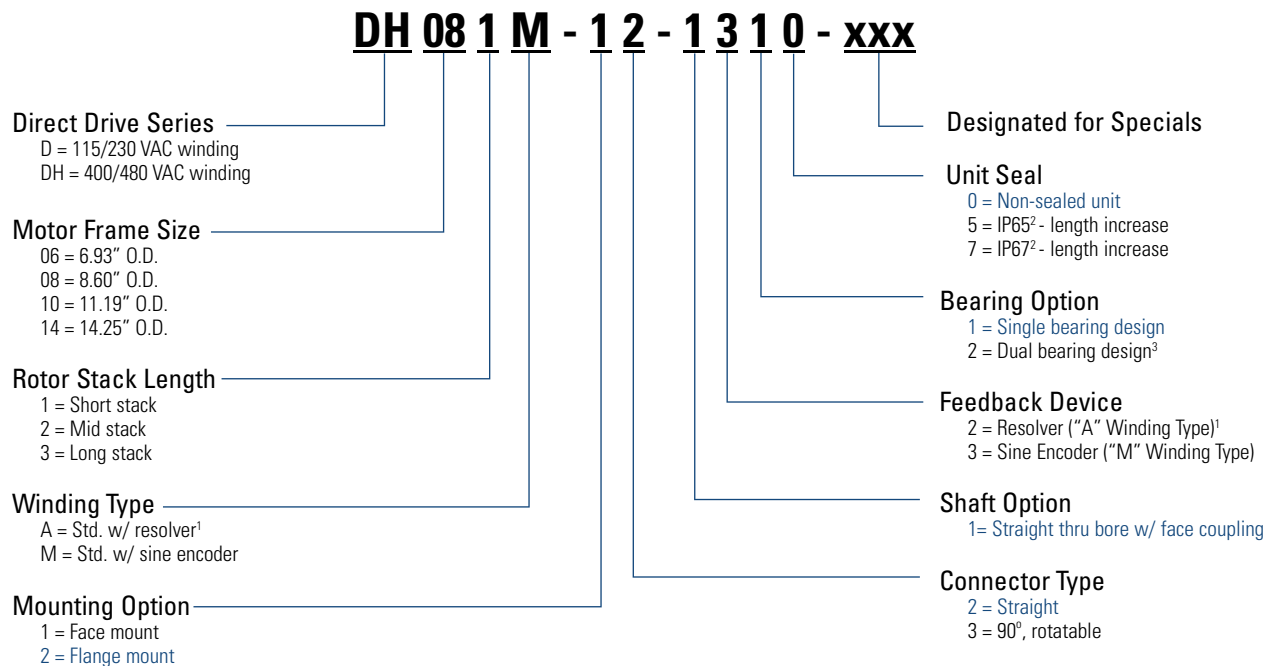 DH 08 1 M - 1 2 - 1 3 1 0 - xxx
Direct Drive Series
D = 115/230 VAC winding
DH = 400/480 VAC winding
Motor Frame Size
06 = 6.93” O.D.
08 = 8.60” O.D.
10 = 11.19” O.D.
14 = 14.25” O.D.
Rotor Stack Length
1 = Short stack
2 = Mid stack
3 = Long stack
Winding Type
A = Std. w/ resolver¹
M = Std. w/ sine encoder
Mounting Option
1 = Face mount
2 = Flange mount
Designated for Specials
Unit Seal
0 = Non-sealed unit
5 = IP65² - length increase
7 = IP67² - length increase
Bearing Option
1 = Single bearing design
2 = Dual bearing design³
Feedback Device
2 = Resolver (“A” Winding Type)¹
3 = Sine Encoder (“M” Winding Type)
Shaft Option
1= Straight thru bore w/ face coupling
Connector Type
2 = Straight
3 = 90º, rotatable